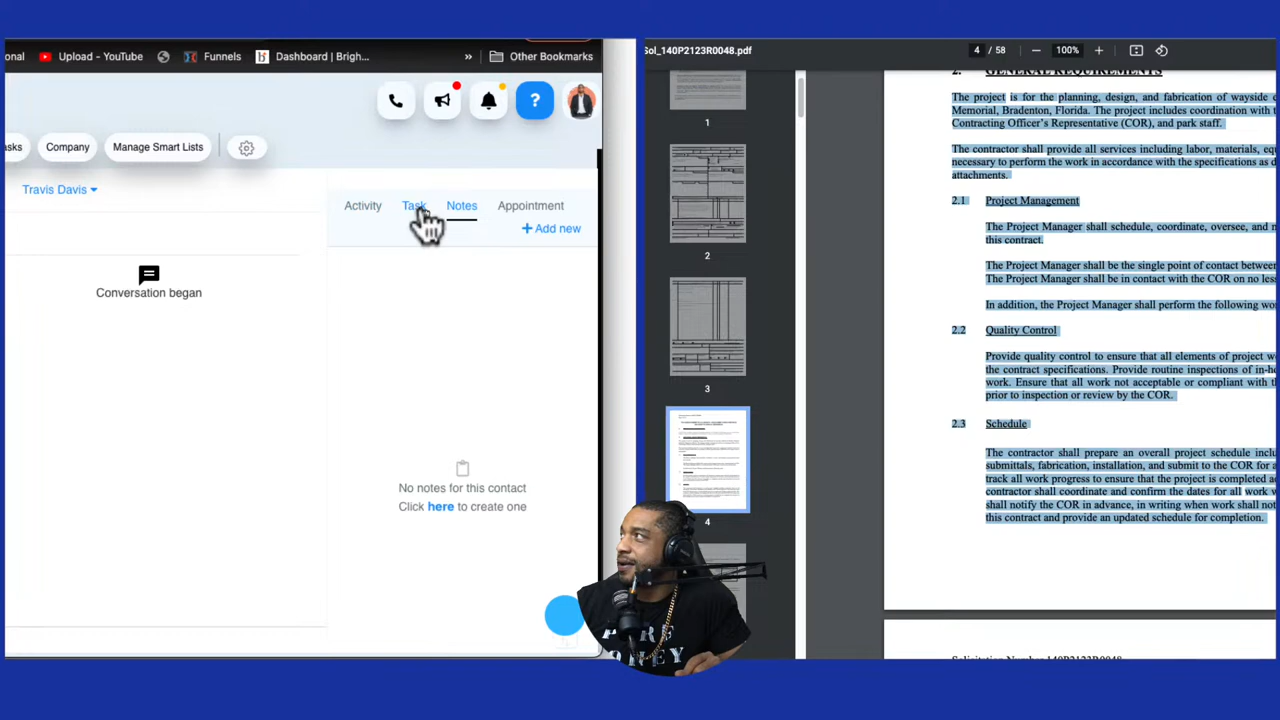 onal
Upload - YouTube
Funnels
Dashboard | Brigh...
»
Other Bookmarks
?
asks
Company
Manage Smart Lists
Travis Davis
Activity
Task
Notes
Appointment
+ Add new
Conversation began
No notes for this contact
Click here to create one
Sol_140P2123R0048.pdf
4 / 58
100%
1
2
3
4
2. GENERAL REQUIREMENTS
The project is for the planning, design, and fabrication of wayside e
Memorial, Bradenton, Florida. The project includes coordination with t
Contracting Officer's Representative (COR), and park staff.
The contractor shall provide all services including labor, materials, equ
necessary to perform the work in accordance with the specifications as d
attachments.
2.1 Project Management
The Project Manager shall schedule, coordinate, oversee, and m
this contract.
The Project Manager shall be the single point of contact between
The Project Manager shall be in contact with the COR on no less
In addition, the Project Manager shall perform the following wo
2.2 Quality Control
Provide quality control to ensure that all elements of project w
the contract specifications. Provide routine inspections of in-ho
work. Ensure that all work not acceptable or compliant with t
prior to inspection or review by the COR.
2.3 Schedule
The contractor shall prepare an overall project schedule inclu
submittals, fabrication, installation, and submit to the COR for a
track all work progress to ensure that the project is completed a
contractor shall coordinate and confirm the dates for all work w
shall notify the COR in advance, in writing when work shall not
this contract and provide an updated schedule for completion.
Solicitation Number 140P2123R0048